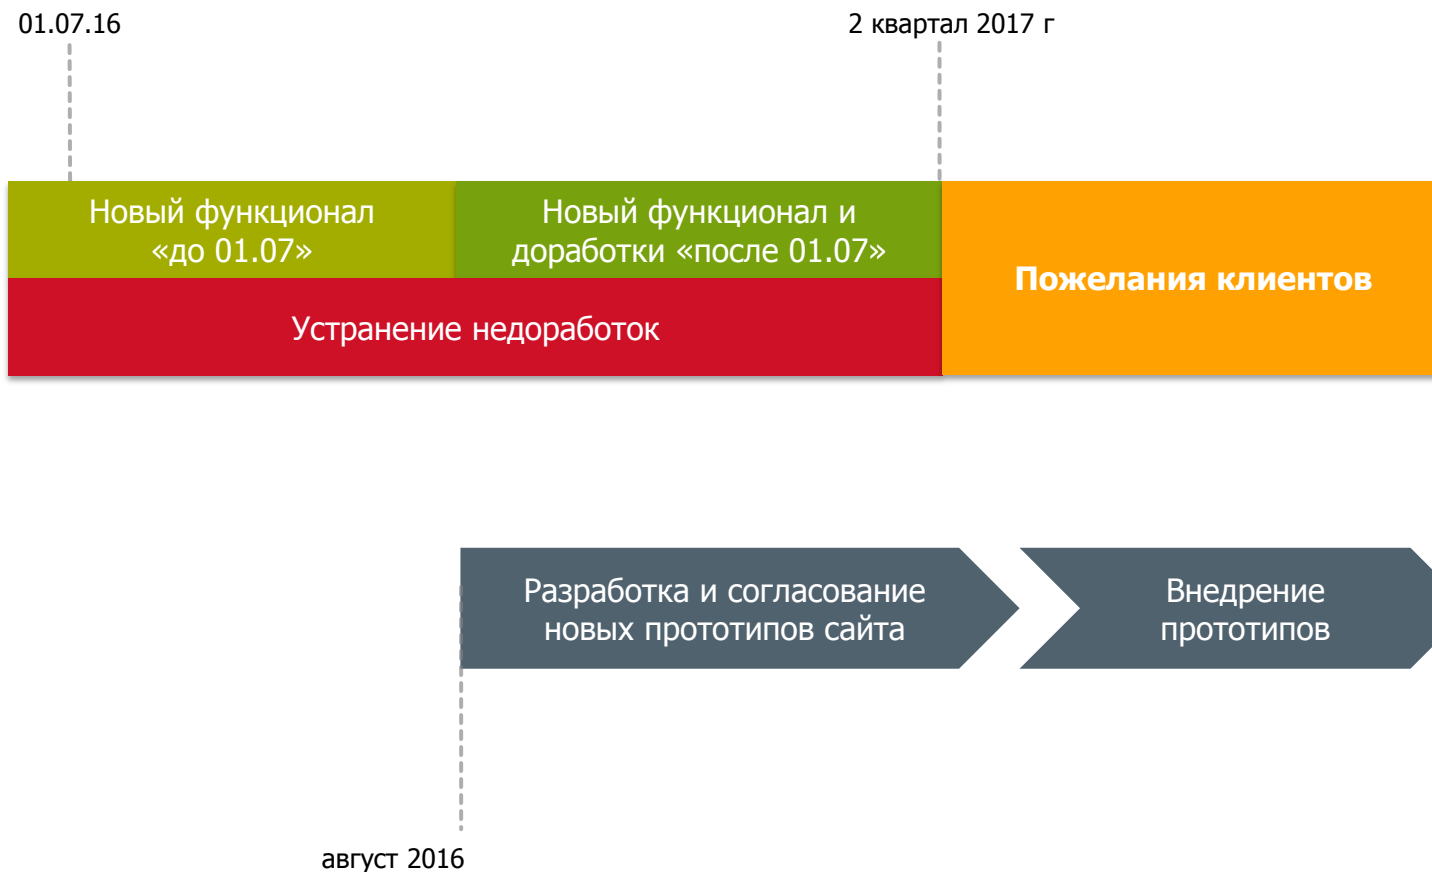 01.07.16
2 квартал 2017 г
Новый функционал
«до 01.07»
Новый функционал и
доработки «после 01.07»
Пожелания клиентов
Устранение недоработок
Разработка и согласование
новых прототипов сайта
Внедрение
прототипов
август 2016